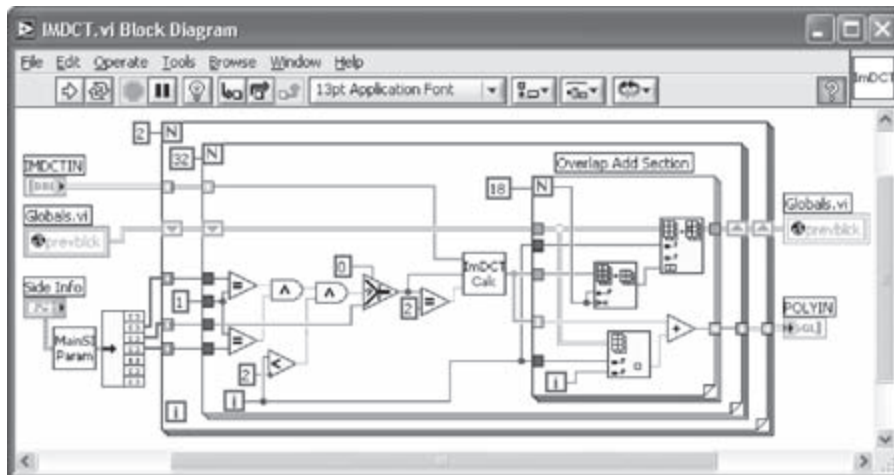 IMDCT.vi Block Diagram
File Edit Operate Tools Browse Window Help
13pt Application Font
ImDCT
2 N
32 N
IMDCTIN
Overlap Add Section
18 N
Globals.vi
prevblck
Globals.vi
prevblck
0
ImDCT
Calc
Side Info
1
=
=
2
=
+
POLYIN
SGL
MainSI
Param
2
<
i
i
i